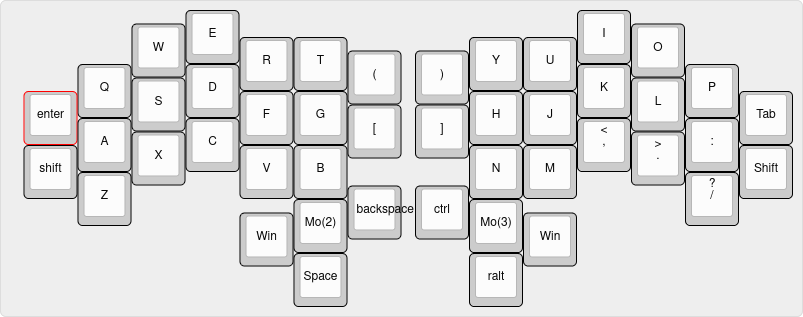 E
I
W
O
R
T
Y
U
(
)
Q
D
K
P
S
L
enter
F
G
[
]
H
J
Tab
A
C
<
,
>
.
:
X
shift
V
B
N
M
Shift
Z
?
/
backspace
ctrl
Win
Mo(2)
Mo(3)
Win
Space
ralt